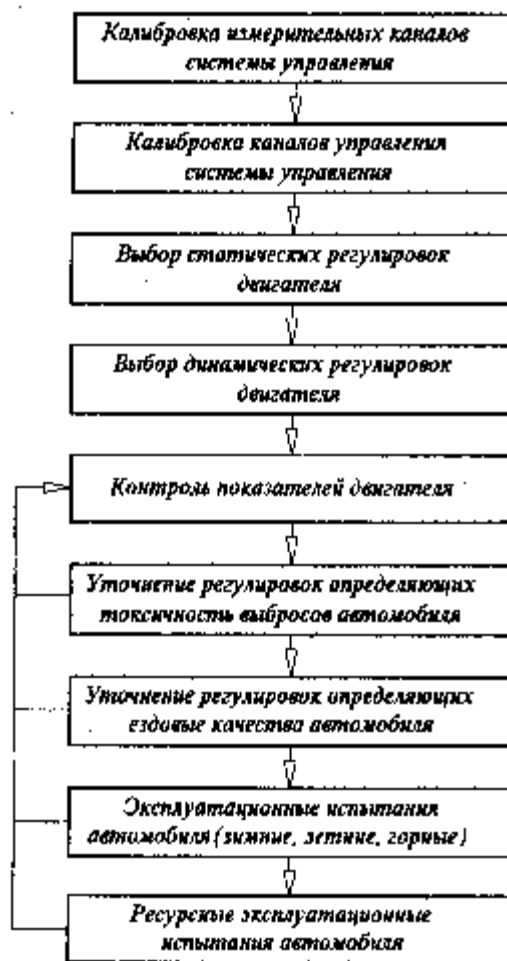 Калибровка измерительных каналов
системы управления
Калибровка каналов управления
системы управления
Выбор статических регулировок
двигателя
Выбор динамических регулировок
двигателя
Контроль показателей двигателя
Уточнение регулировок определяющих
токсичность выбросов автомобиля
Уточнение регулировок определяющих
ездовые качества автомобиля
Эксплуатационные испытания
автомобиля (зимние, летние, горные)
Ресурсные эксплуатационные
испытания автомобиля